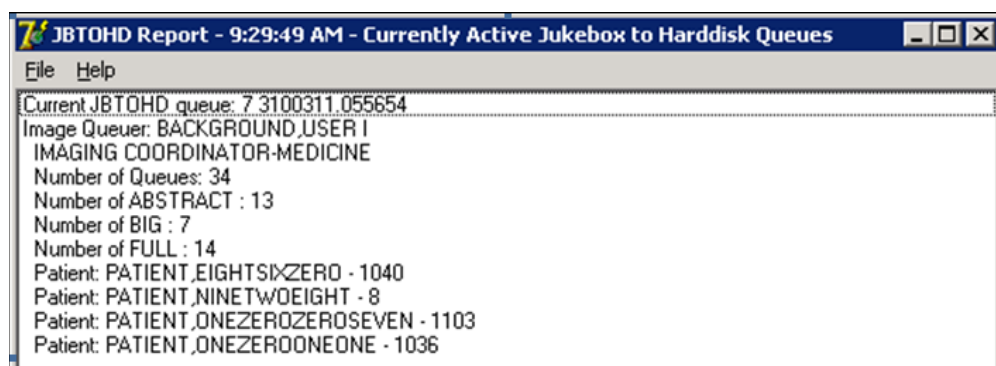 JBTOHD Report - 9:29:49 AM - Currently Active Jukebox to Harddisk Queues
File Help
Current JBTOHD queue: 7 3100311.055654
Image Queuer: BACKGROUND,USER I
IMAGING COORDINATOR-MEDICINE
Number of Queues: 34
Number of ABSTRACT : 13
Number of BIG : 7
Number of FULL : 14
Patient: PATIENT,EIGHTSIXZERO - 1040
Patient: PATIENT,NINETWOEIGHT - 8
Patient: PATIENT,ONEZEROZEROSEVEN - 1103
Patient: PATIENT,ONEZEROONEONE - 1036